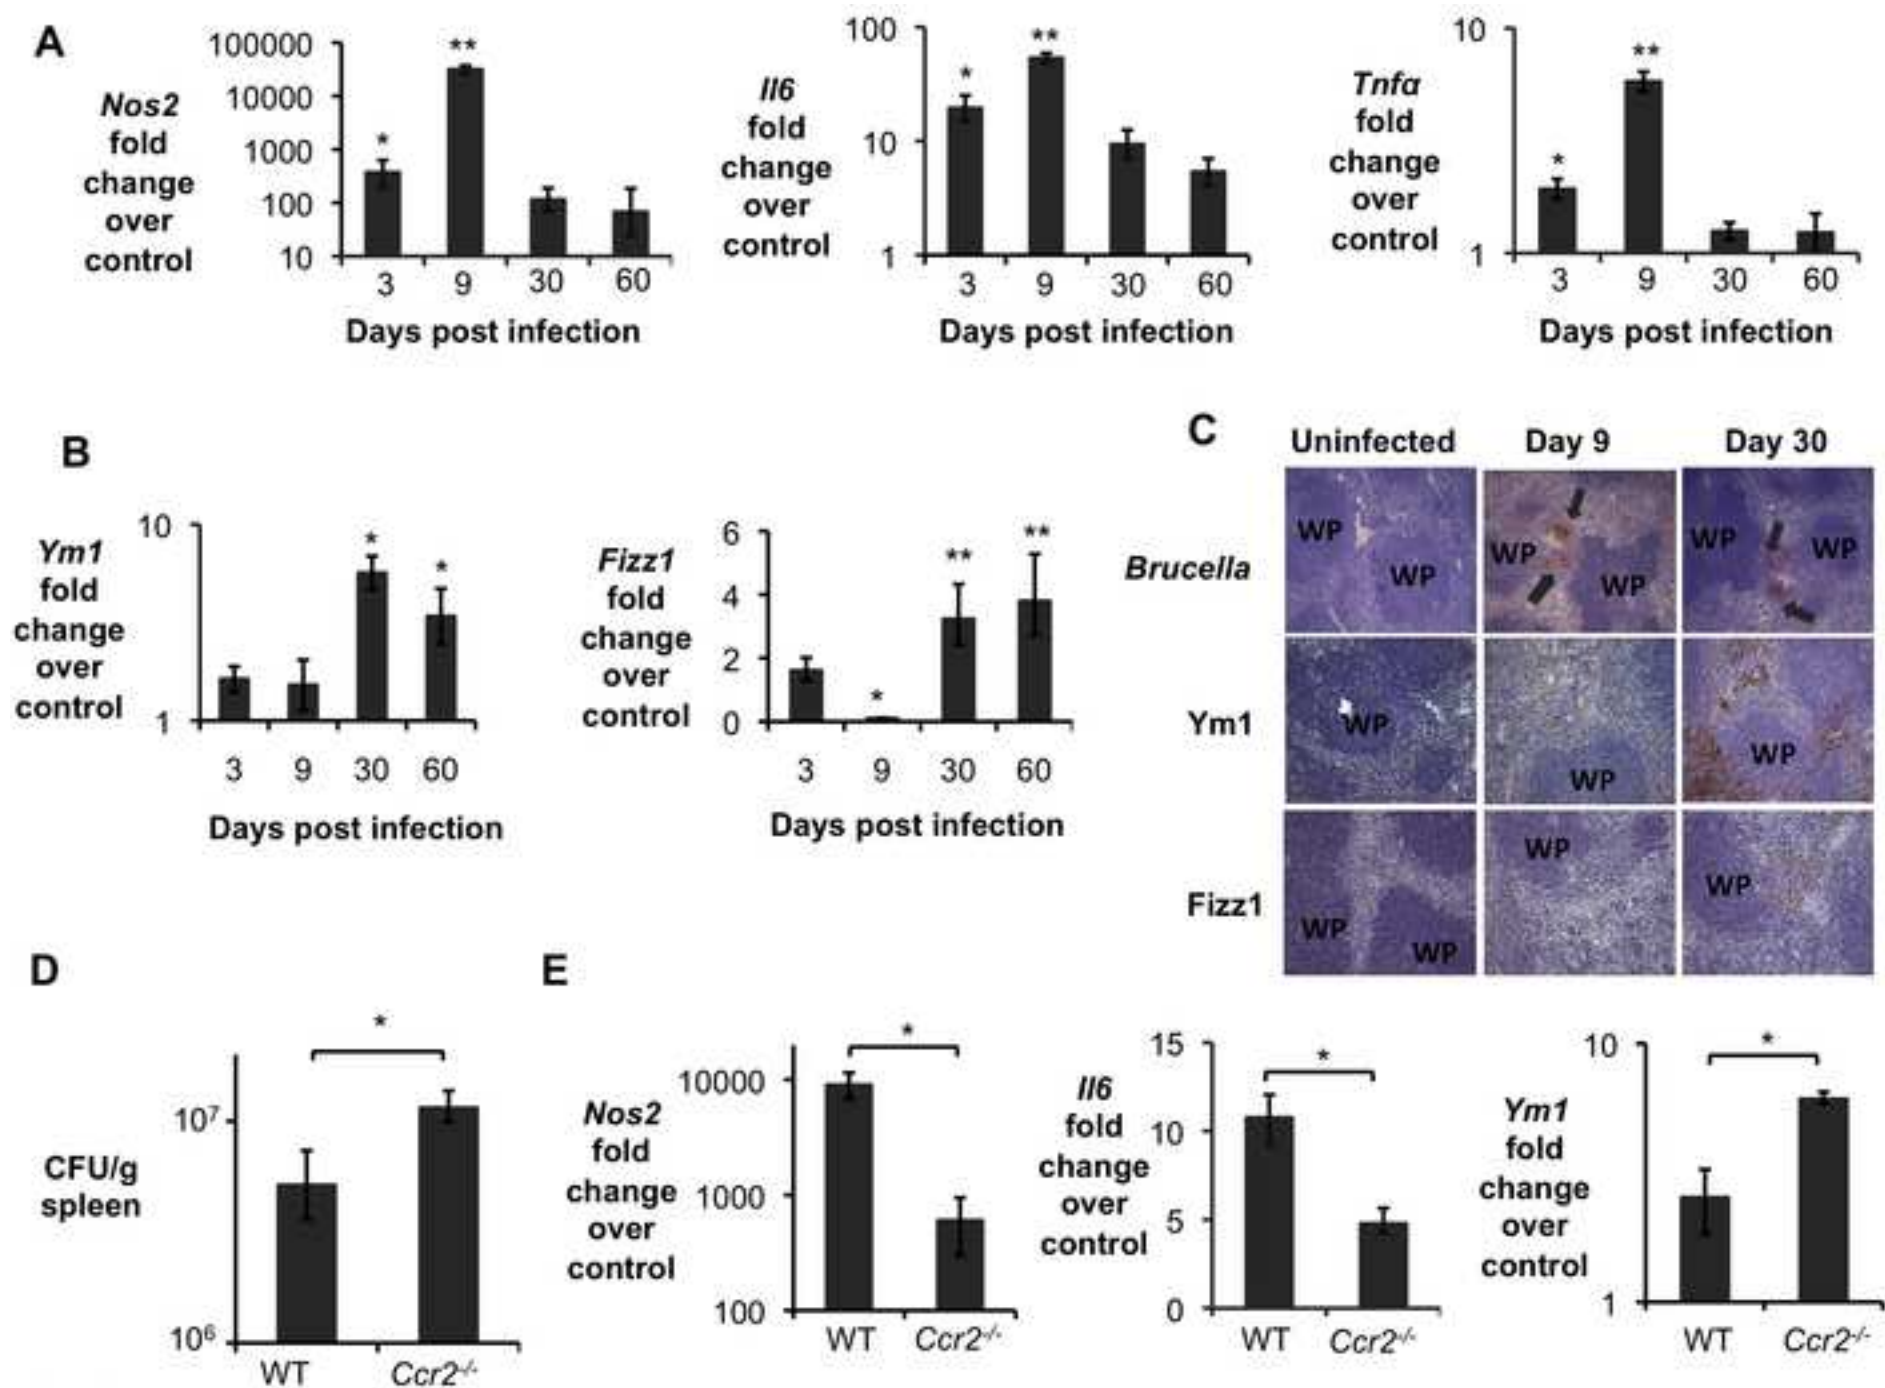 A
Nos2
fold
change
over
control
100000
10000
1000
100
10
*
**
3 9 30 60
Days post infection
Il6
fold
change
over
control
100
10
1
*
**
3 9 30 60
Days post infection
Tnfα
fold
change
over
control
10
1
*
**
3 9 30 60
Days post infection
B
Ym1
fold
change
over
control
10
1
*
*
3 9 30 60
Days post infection
Fizz1
fold
change
over
control
6
4
2
0
*
**
**
3 9 30 60
Days post infection
C
Uninfected Day 9 Day 30
Brucella
WP WP WP WP WP WP
Ym1
WP WP WP
Fizz1
WP WP WP WP
D
CFU/g
spleen
10⁷
10⁶
*
WT Ccr2-/-
E
Nos2
fold
change
over
control
10000
1000
100
*
WT Ccr2-/-
Il6
fold
change
over
control
15
10
5
0
*
WT Ccr2-/-
Ym1
fold
change
over
control
10
1
*
WT Ccr2-/-